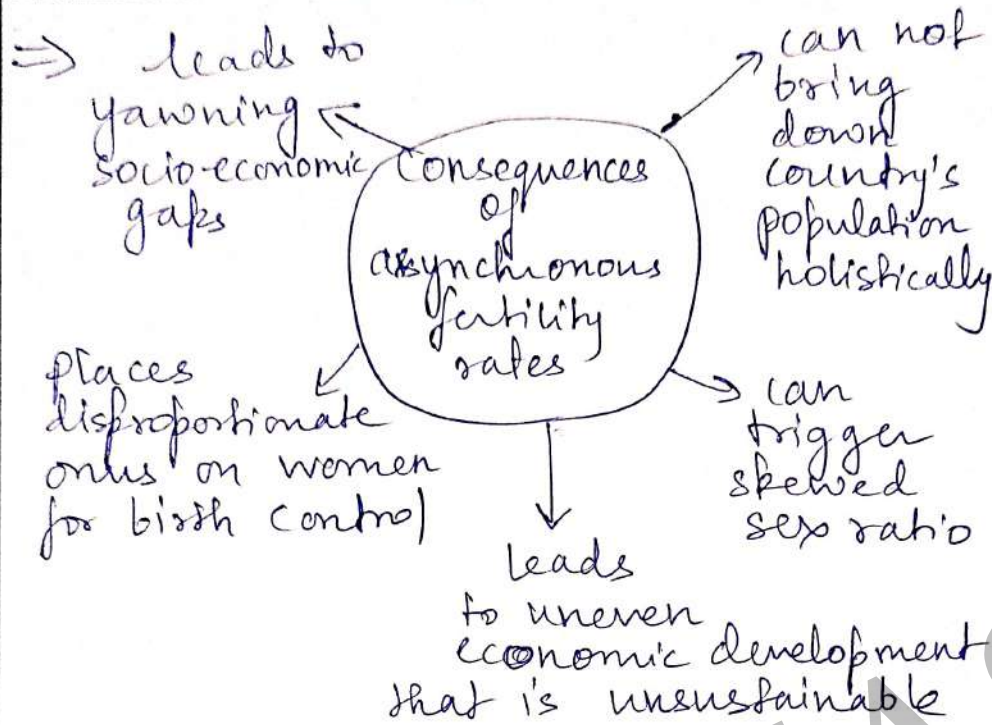 ⇒ leads to
yawning
socio-economic
gaps
Consequences
of
asynchronous
fertility
rates
can not
bring
down
country's
population
holistically
places
disproportionate
onus on women
for birth control
can
trigger
skewed
sex ratio
leads
to uneven
economic development
that is unsustainable